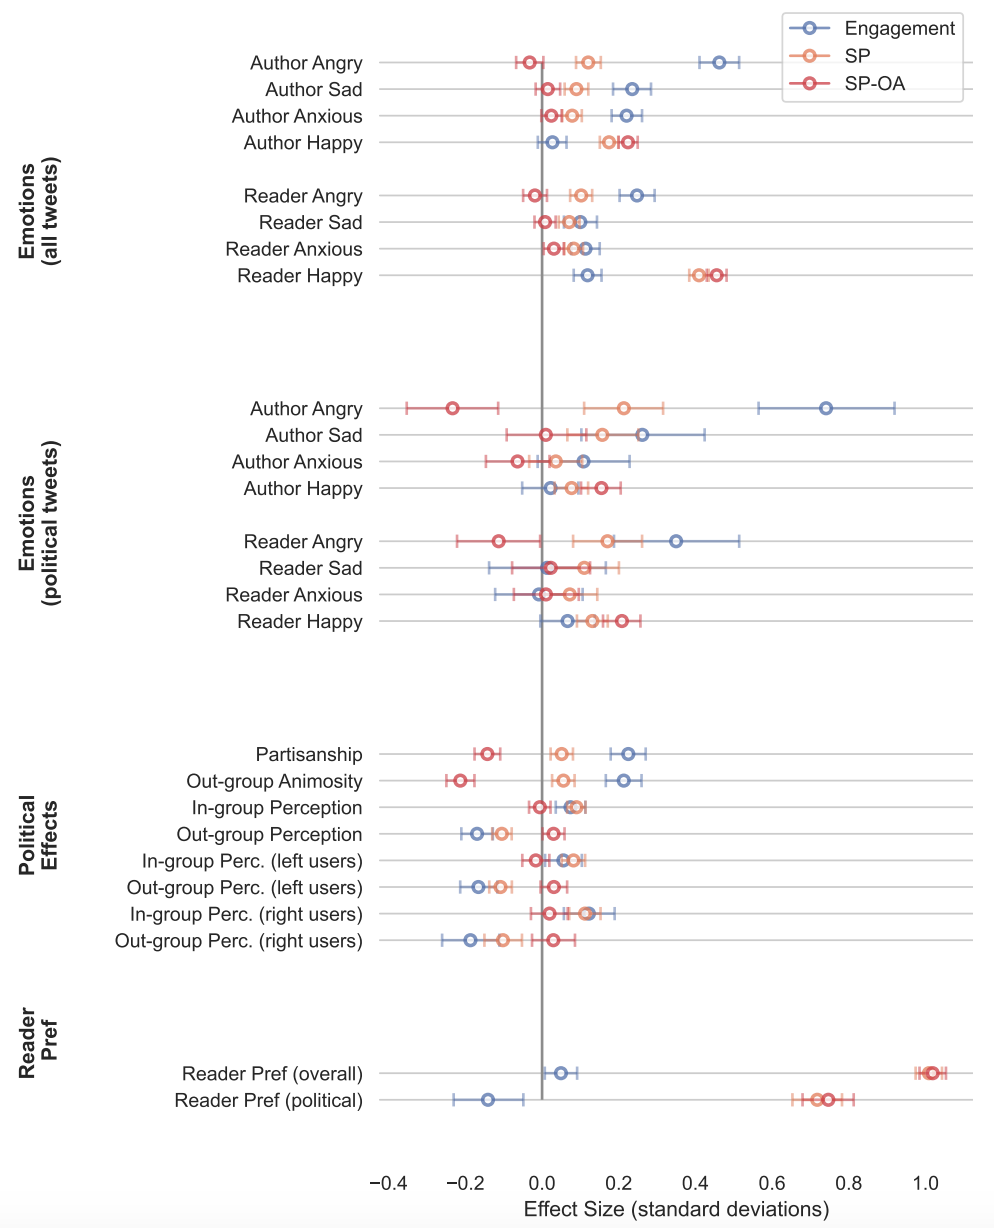 Engagement
SP
SP-OA
Emotions
(all tweets)
Author Angry
Author Sad
Author Anxious
Author Happy
Reader Angry
Reader Sad
Reader Anxious
Reader Happy
Emotions
(political tweets)
Author Angry
Author Sad
Author Anxious
Author Happy
Reader Angry
Reader Sad
Reader Anxious
Reader Happy
Political
Effects
Partisanship
Out-group Animosity
In-group Perception
Out-group Perception
In-group Perc. (left users)
Out-group Perc. (left users)
In-group Perc. (right users)
Out-group Perc. (right users)
Reader
Pref
Reader Pref (overall)
Reader Pref (political)
−0.4 −0.2 0.0 0.2 0.4 0.6 0.8 1.0
Effect Size (standard deviations)